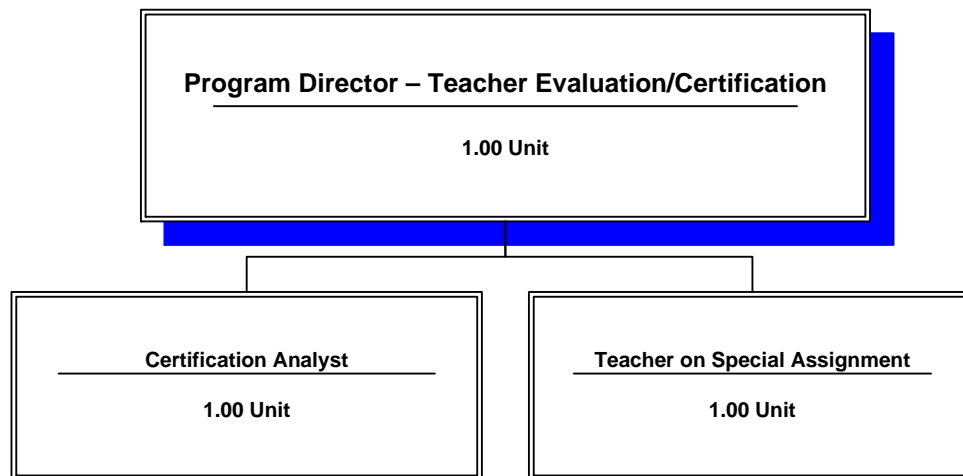 Program Director – Teacher Evaluation/Certification
1.00 Unit
Certification Analyst
1.00 Unit
Teacher on Special Assignment
1.00 Unit